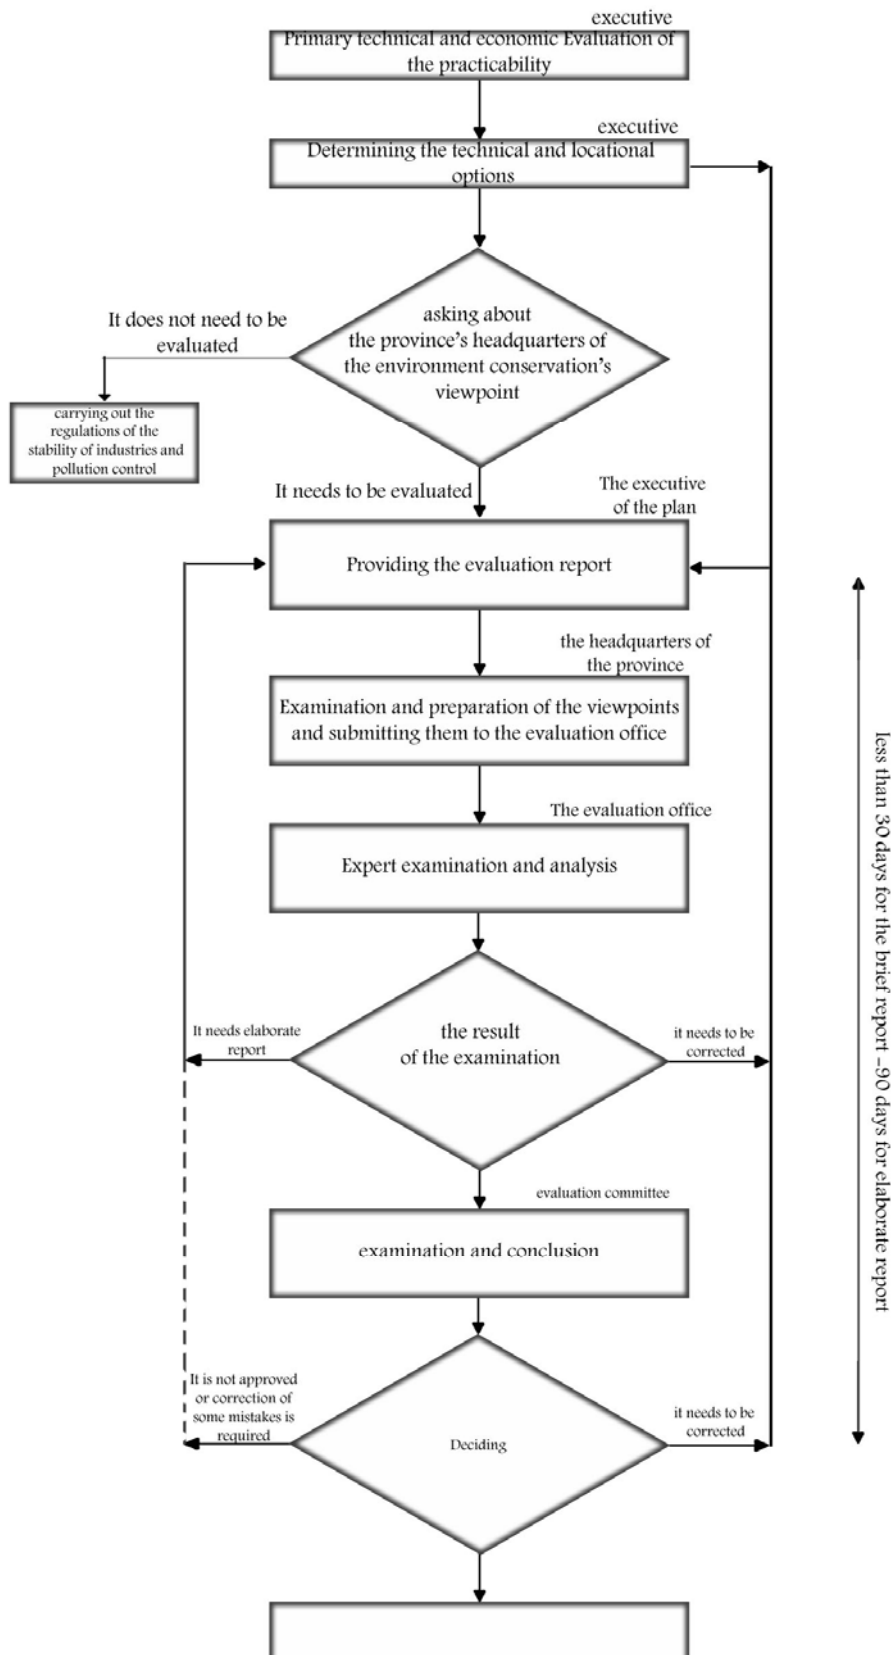 executive
Primary technical and economic Evaluation of
the practicability
executive
Determining the technical and locational
options
asking about
the province's headquarters of
the environment conservation's
viewpoint
It does not need to be
evaluated
carrying out the
regulations of the
stability of industries and
pollution control
It needs to be evaluated
The executive
of the plan
Providing the evaluation report
the headquarters of
the province
Examination and preparation of the viewpoints
and submitting them to the evaluation office
The evaluation office
Expert examination and analysis
It needs elaborate
report
the result
of the examination
it needs to be
corrected
evaluation committee
examination and conclusion
It is not approved
or correction of
some mistakes is
required
Deciding
it needs to be
corrected
less than 30 days for the brief report -90 days for elaborate report